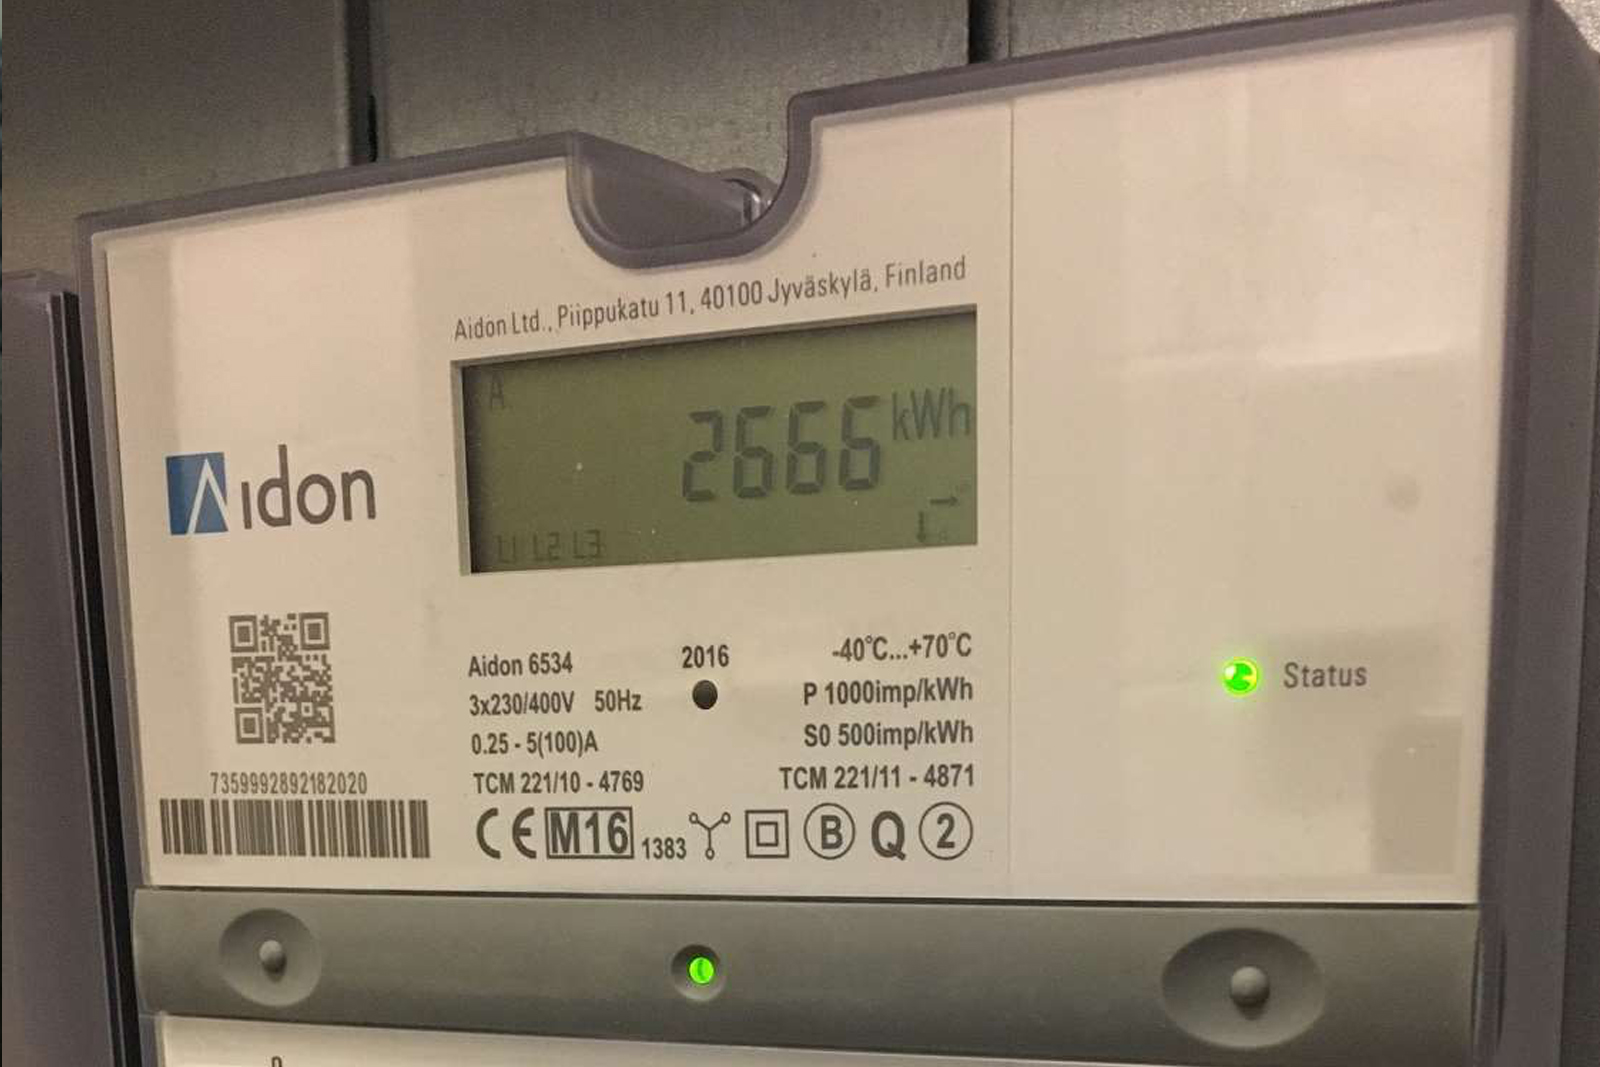 Aidon Ltd., Piippukatu 11, 40100 Jyväskylä, Finland
A
2666 kWh
L1 L2 L3
Aidon
Aidon 6534 2016 -40°C...+70°C
3x230/400V 50Hz P 1000imp/kWh
0.25 - 5(100)A S0 500imp/kWh
TCM 221/10 - 4769 TCM 221/11 - 4871
7359992892182020
CE M16 1383 B Q 2
Status